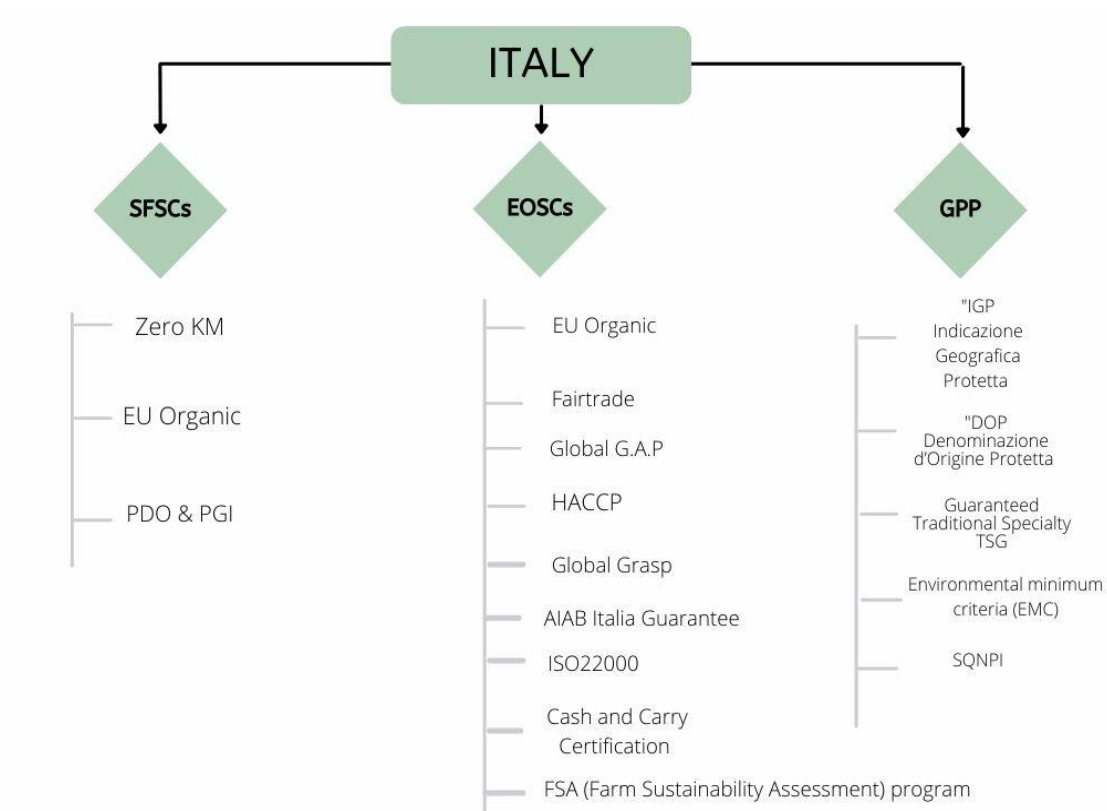 ITALY
SFSCs
EOSCs
GPP
Zero KM
EU Organic
PDO & PGI
EU Organic
Fairtrade
Global G.A.P
HACCP
Global Grasp
AIAB Italia Guarantee
ISO22000
Cash and Carry
Certification
FSA (Farm Sustainability Assessment) program
"IGP
Indicazione
Geografica
Protetta
"DOP
Denominazione
d'Origine Protetta
Guaranteed
Traditional Specialty
TSG
Environmental minimum
criteria (EMC)
SQNPI